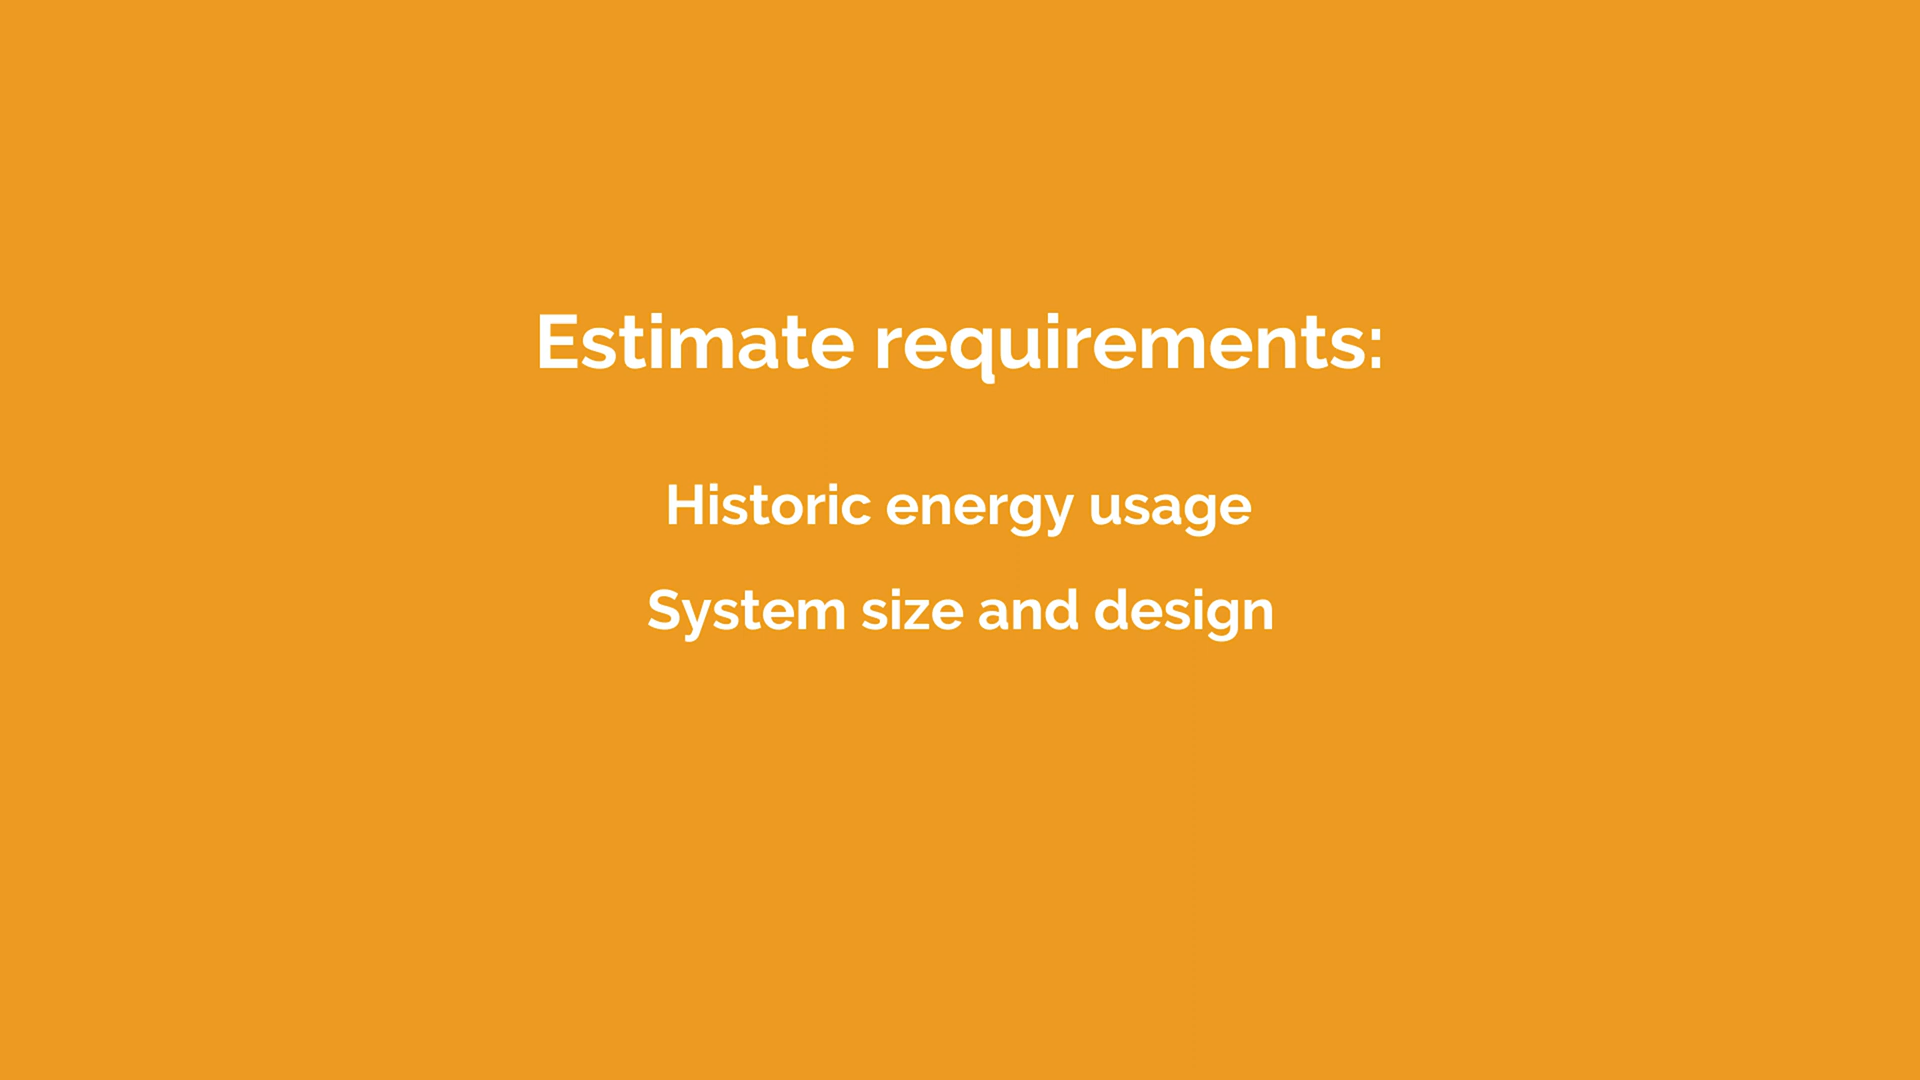 Estimate requirements:
Historic energy usage
System size and design